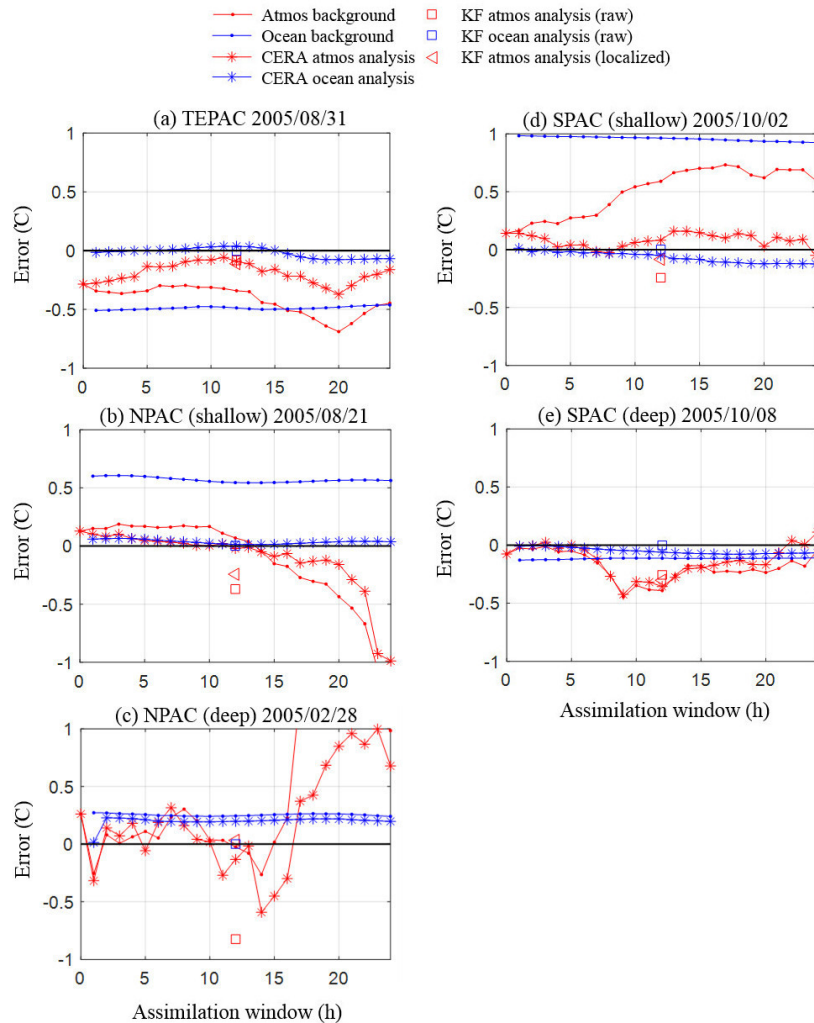 Atmos background
Ocean background
CERA atmos analysis
CERA ocean analysis
KF atmos analysis (raw)
KF ocean analysis (raw)
KF atmos analysis (localized)
(a) TEPAC 2005/08/31
1
0.5
0
-0.5
-1
0 5 10 15 20
Error (℃)
(d) SPAC (shallow) 2005/10/02
1
0.5
0
-0.5
-1
0 5 10 15 20
Error (℃)
(b) NPAC (shallow) 2005/08/21
1
0.5
0
-0.5
-1
0 5 10 15 20
Error (℃)
(e) SPAC (deep) 2005/10/08
1
0.5
0
-0.5
-1
0 5 10 15 20
Error (℃)
Assimilation window (h)
(c) NPAC (deep) 2005/02/28
1
0.5
0
-0.5
-1
0 5 10 15 20
Error (℃)
Assimilation window (h)